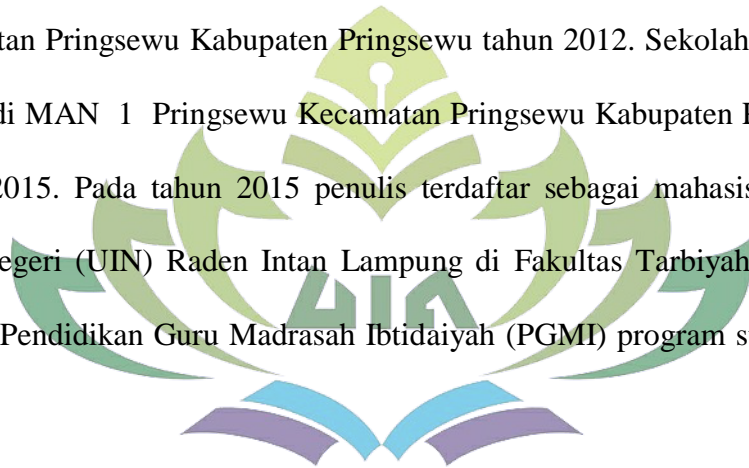 tan Pringsewu Kabupaten Pringsewu tahun 2012. Sekolah
di MAN 1 Pringsewu Kecamatan Pringsewu Kabupaten
2015. Pada tahun 2015 penulis terdaftar sebagai mahasis
egeri (UIN) Raden Intan Lampung di Fakultas Tarbiyah
Pendidikan Guru Madrasah Ibtidaiyah (PGMI) program s
UIN